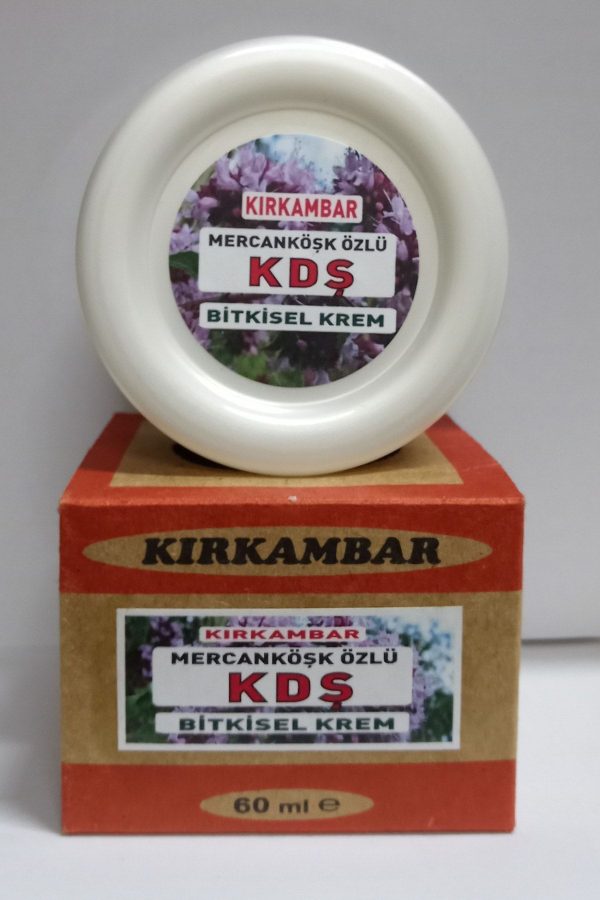 KIRKAMBAR
MERCANKÖŞK ÖZLÜ
KDŞ
BİTKİSEL KREM
KIRKAMBAR
KIRKAMBAR
MERCANKÖŞK ÖZLÜ
KDŞ
BİTKİSEL KREM
60 ml ℮